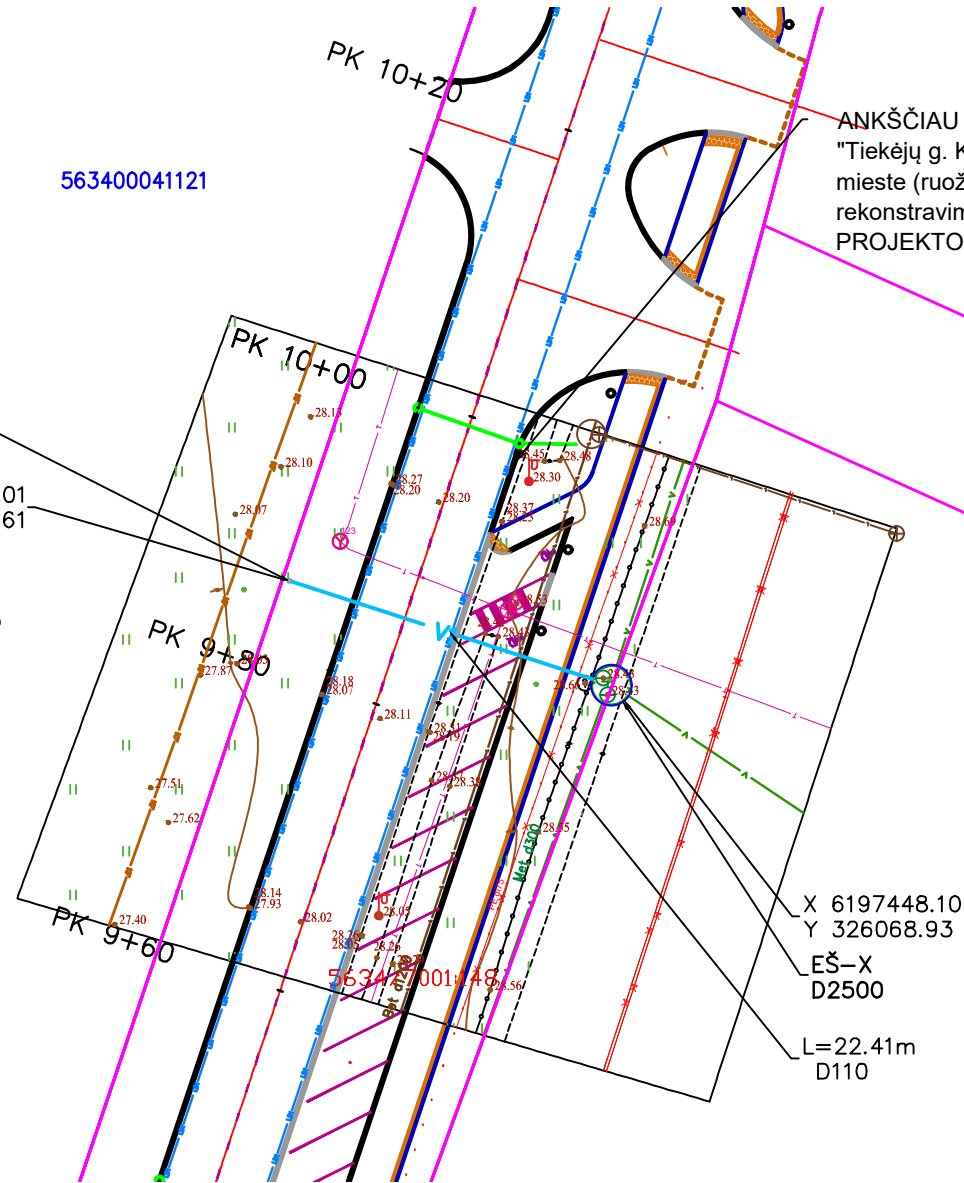 PK 10+20
ANKŠČIAU
"Tiekėjų g. K
mieste (ruož
rekonstravim
PROJEKTO
563400041121
PK 10+00
28.13
28.10
28.07
28.27
28.20
28.20
28.48
28.30
28.37
28.25
01
61
PK 9+80
27.87
28.18
28.07
28.11
27.51
27.62
28.38
28.55
Met. d300
28.14
27.93
28.02
28.05
27.40
PK 9+60
28.56
X 6197448.10
Y 326068.93
EŠ-X
D2500
L=22.41m
D110
V